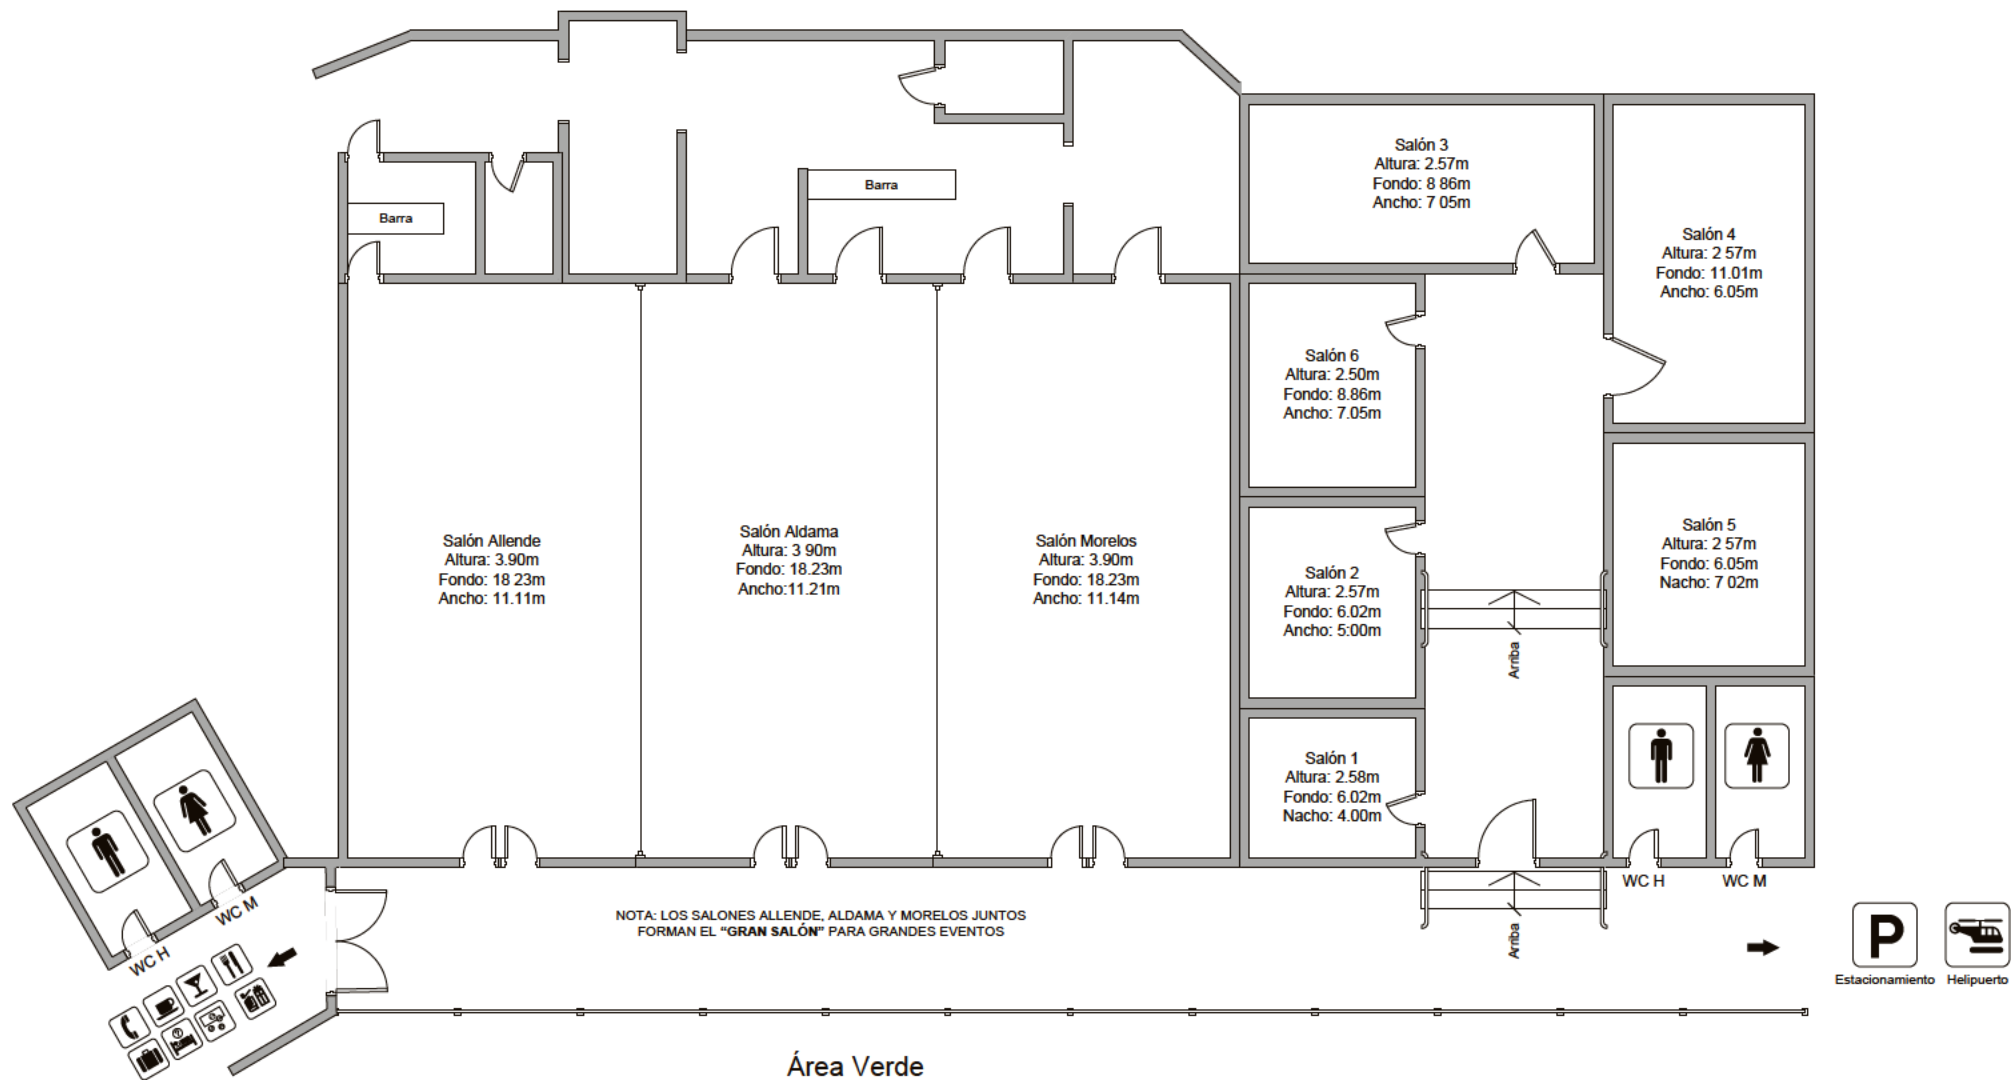 Barra
Barra
Salón 3
Altura: 2.57m
Fondo: 8 86m
Ancho: 7 05m
Salón 4
Altura: 2 57m
Fondo: 11.01m
Ancho: 6.05m
Salón 6
Altura: 2.50m
Fondo: 8.86m
Ancho: 7.05m
Salón Allende
Altura: 3.90m
Fondo: 18 23m
Ancho: 11.11m
Salón Aldama
Altura: 3 90m
Fondo: 18.23m
Ancho:11.21m
Salón Morelos
Altura: 3.90m
Fondo: 18.23m
Ancho: 11.14m
Salón 2
Altura: 2.57m
Fondo: 6.02m
Ancho: 5:00m
Salón 5
Altura: 2 57m
Fondo: 6.05m
Nacho: 7 02m
Arriba
Salón 1
Altura: 2.58m
Fondo: 6.02m
Nacho: 4.00m
WC H
WC M
WC H
WC M
NOTA: LOS SALONES ALLENDE, ALDAMA Y MORELOS JUNTOS
FORMAN EL “GRAN SALÓN” PARA GRANDES EVENTOS
Arriba
P
Estacionamiento
Helipuerto
Área Verde